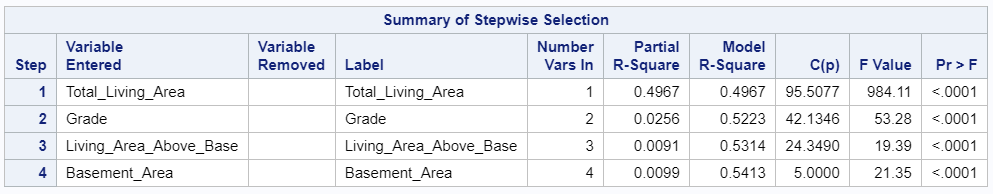 Summary of Stepwise Selection
Step Variable Entered Variable Removed Label Number Vars In Partial R-Square Model R-Square C(p) F Value Pr > F
1 Total_Living_Area Total_Living_Area 1 0.4967 0.4967 95.5077 984.11 <.0001
2 Grade Grade 2 0.0256 0.5223 42.1346 53.28 <.0001
3 Living_Area_Above_Base Living_Area_Above_Base 3 0.0091 0.5314 24.3490 19.39 <.0001
4 Basement_Area Basement_Area 4 0.0099 0.5413 5.0000 21.35 <.0001